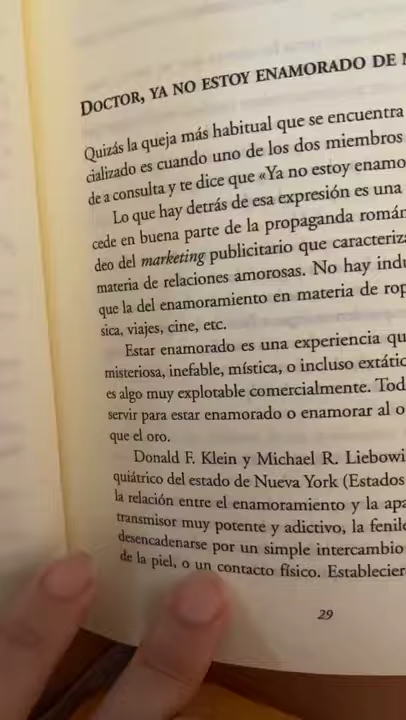 DOCTOR, YA NO ESTOY ENAMORADO DE
Quizás la queja más habitual que se encuentra
cializado es cuando uno de los dos miembros
de a consulta y te dice que «Ya no estoy enamo
Lo que hay detrás de esa expresión es una
cede en buena parte de la propaganda román
deo del marketing publicitario que caracteriza
materia de relaciones amorosas. No hay indu
que la del enamoramiento en materia de rop
sica, viajes, cine, etc.
Estar enamorado es una experiencia qu
misteriosa, inefable, mística, o incluso extátic
es algo muy explotable comercialmente. Tod
servir para estar enamorado o enamorar al o
que el oro.
Donald F. Klein y Michael R. Liebowi
quiátrico del estado de Nueva York (Estados
la relación entre el enamoramiento y la apa
transmisor muy potente y adictivo, la fenile
desencadenarse por un simple intercambio
de la piel, o un contacto físico. Establecier
29